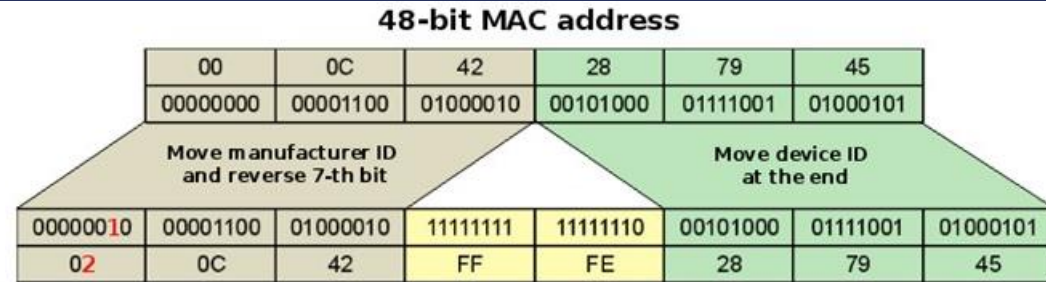 48-bit MAC address
00 0C 42 28 79 45
00000000 00001100 01000010 00101000 01111001 01000101
Move manufacturer ID
and reverse 7-th bit
Move device ID
at the end
00000010 00001100 01000010 11111111 11111110 00101000 01111001 01000101
02 0C 42 FF FE 28 79 45